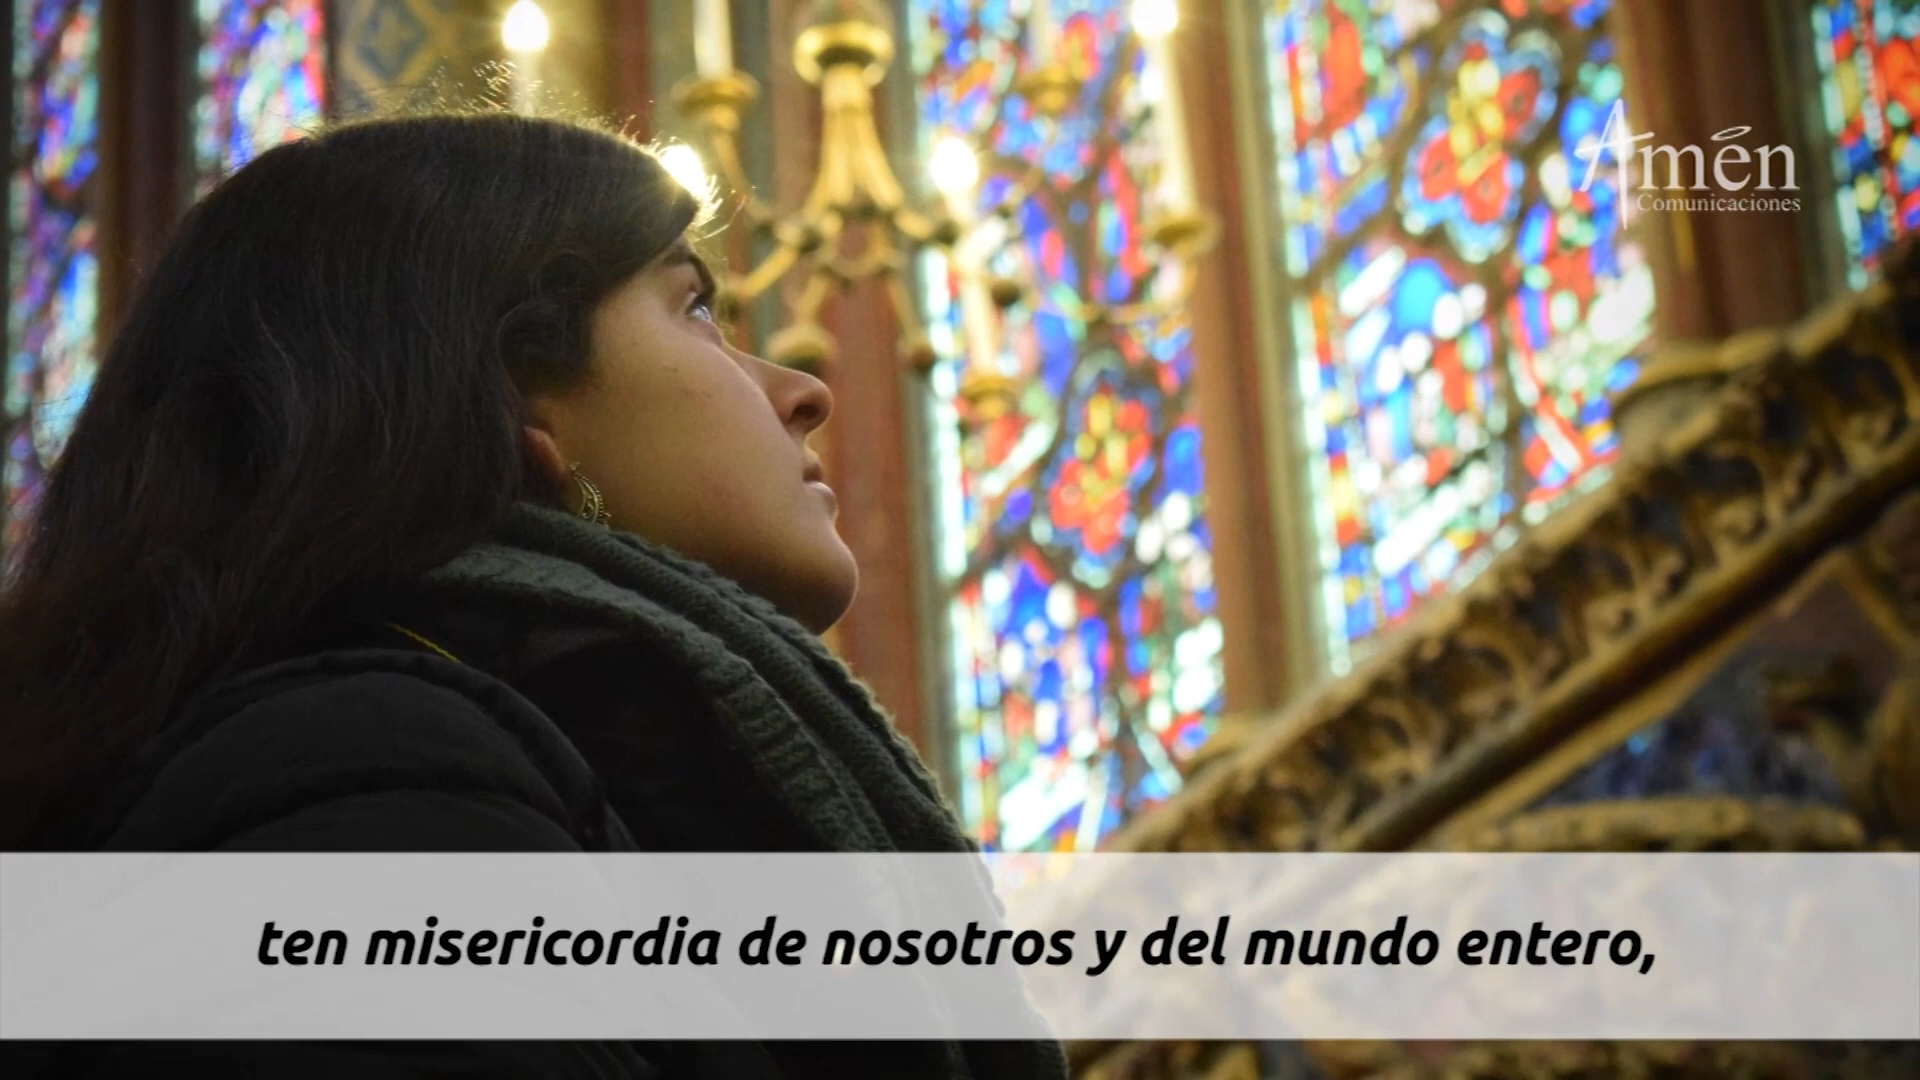 Amén
Comunicaciones
ten misericordia de nosotros y del mundo entero,